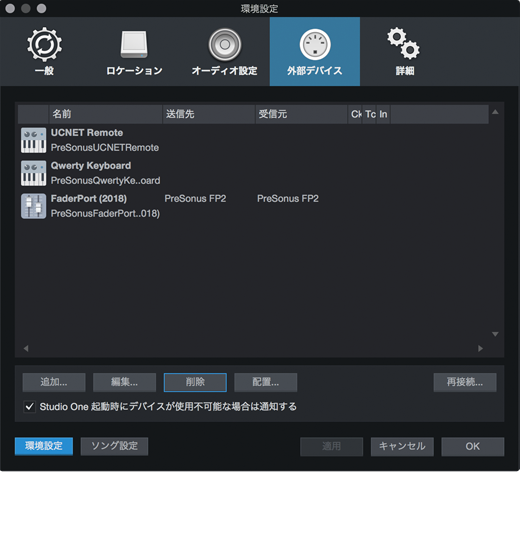 環境設定
一般
ロケーション
オーディオ設定
外部デバイス
詳細
名前 送信先 受信元 Cl To In
UCNET Remote
PreSonusUCNETRemote
Qwerty Keyboard
PreSonusQwertyKe..oard
FaderPort (2018) PreSonus FP2 PreSonus FP2
PreSonusFaderPort..018)
追加... 編集... 削除 配置... 再接続...
Studio One 起動時にデバイスが使用不可能な場合は通知する
環境設定 ソング設定 適用 キャンセル OK